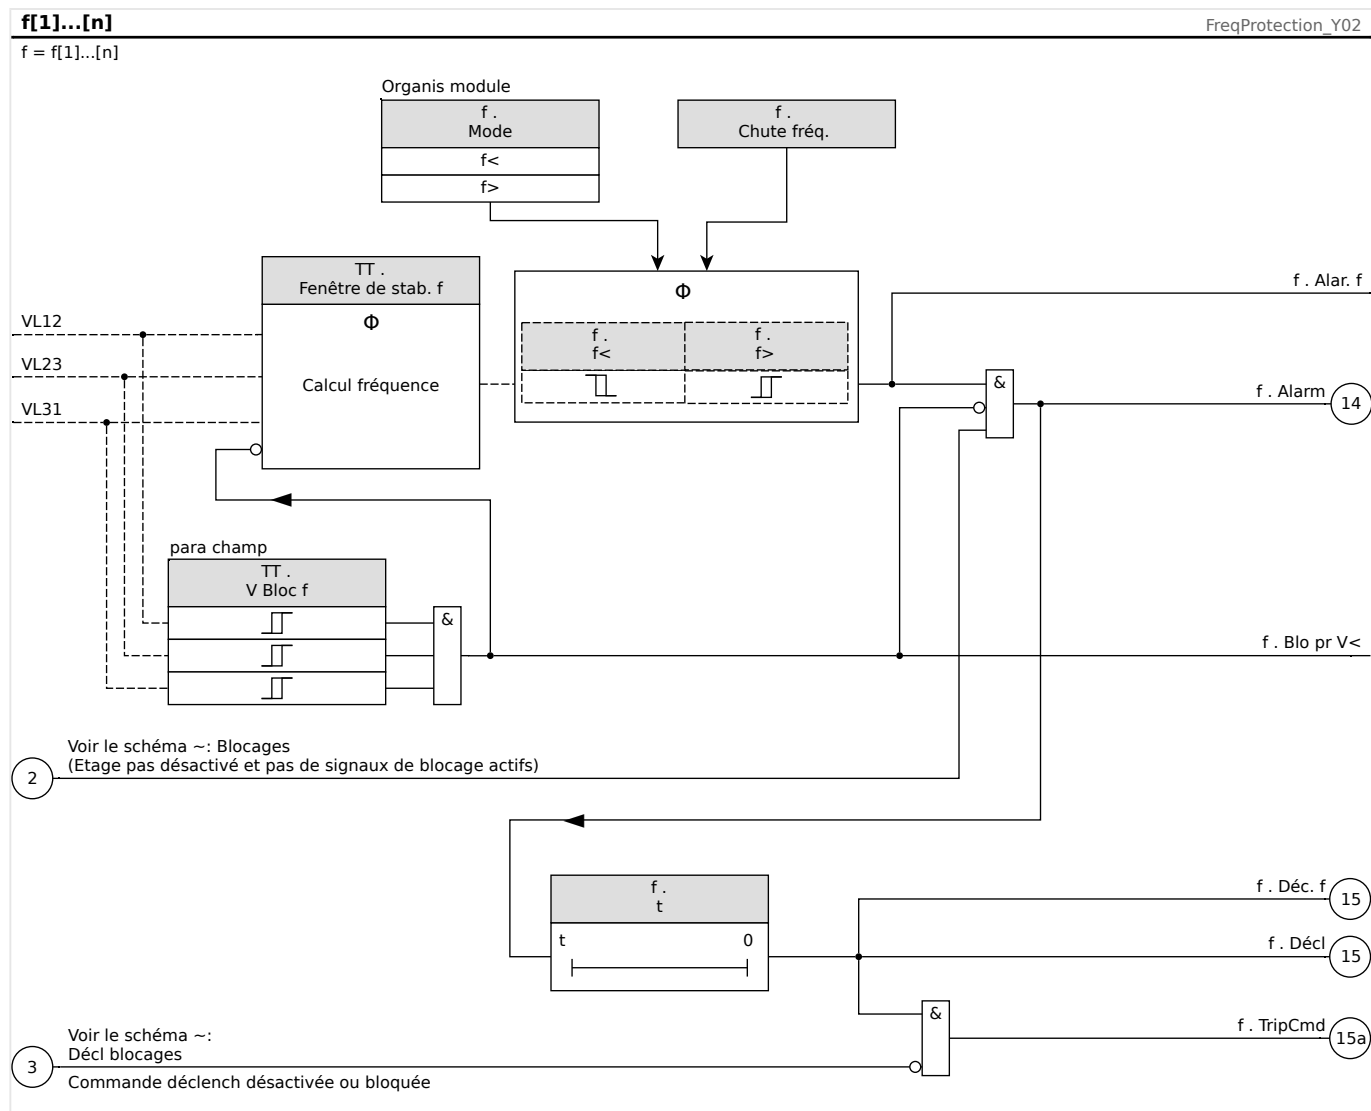 f[1]...[n]
FreqProtection_Y02
f = f[1]...[n]
Organis module
f .
Mode
f<
f>
f .
Chute fréq.
TT .
Fenêtre de stab. f
Φ
Calcul fréquence
Φ
f .
f<
f .
f>
VL12
VL23
VL31
f . Alar. f
&
f . Alarm
14
para champ
TT .
V Bloc f
&
f . Blo pr V<
Voir le schéma ~: Blocages
(Etage pas désactivé et pas de signaux de blocage actifs)
2
f .
t
t 0
f . Déc. f
15
f . Décl
15
&
f . TripCmd
15a
Voir le schéma ~:
Décl blocages
3
Commande déclench désactivée ou bloquée